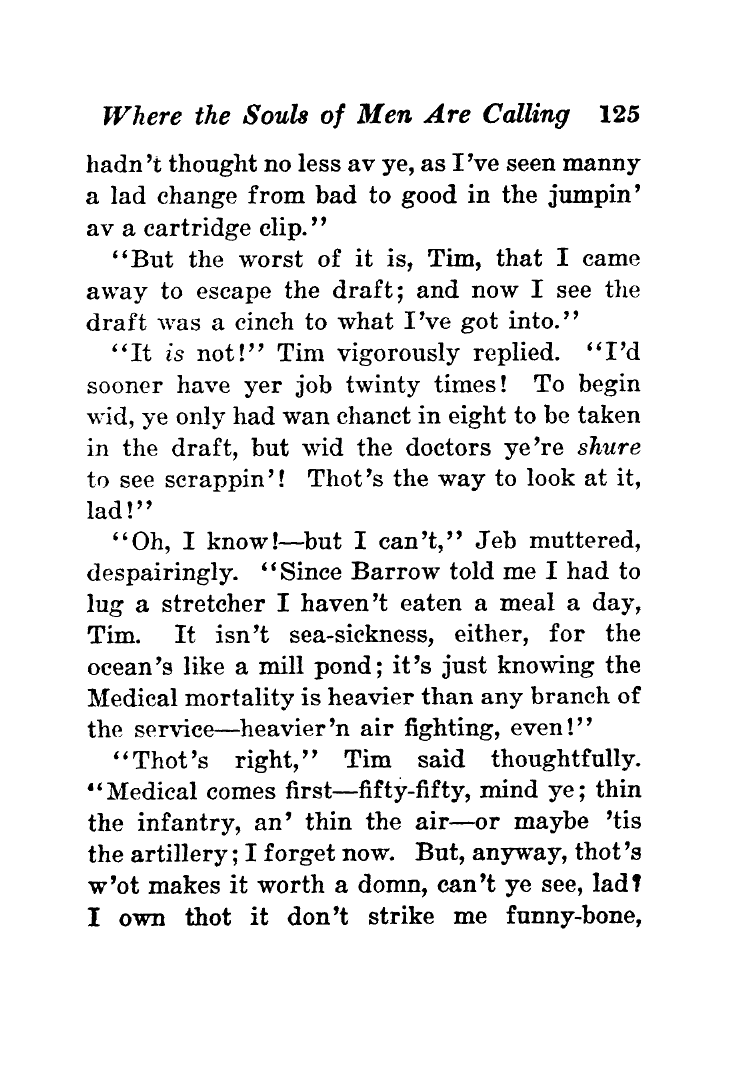 Where the Souls of Men Are Calling 125
hadn't thought no less av ye, as I've seen manny
a lad change from bad to good in the jumpin'
av a cartridge clip."
"But the worst of it is, Tim, that I came
away to escape the draft; and now I see the
draft was a cinch to what I've got into."
"It is not!" Tim vigorously replied. "I'd
sooner have yer job twinty times! To begin
wid, ye only had wan chanct in eight to be taken
in the draft, but wid the doctors ye're shure
to see scrappin'! Thot's the way to look at it,
lad!"
"Oh, I know!—but I can't," Jeb muttered,
despairingly. "Since Barrow told me I had to
lug a stretcher I haven't eaten a meal a day,
Tim. It isn't sea-sickness, either, for the
ocean's like a mill pond; it's just knowing the
Medical mortality is heavier than any branch of
the service—heavier'n air fighting, even!"
"Thot's right," Tim said thoughtfully.
"Medical comes first—fifty-fifty, mind ye; thin
the infantry, an' thin the air—or maybe 'tis
the artillery; I forget now. But, anyway, thot's
w'ot makes it worth a domn, can't ye see, lad?
I own thot it don't strike me funny-bone,